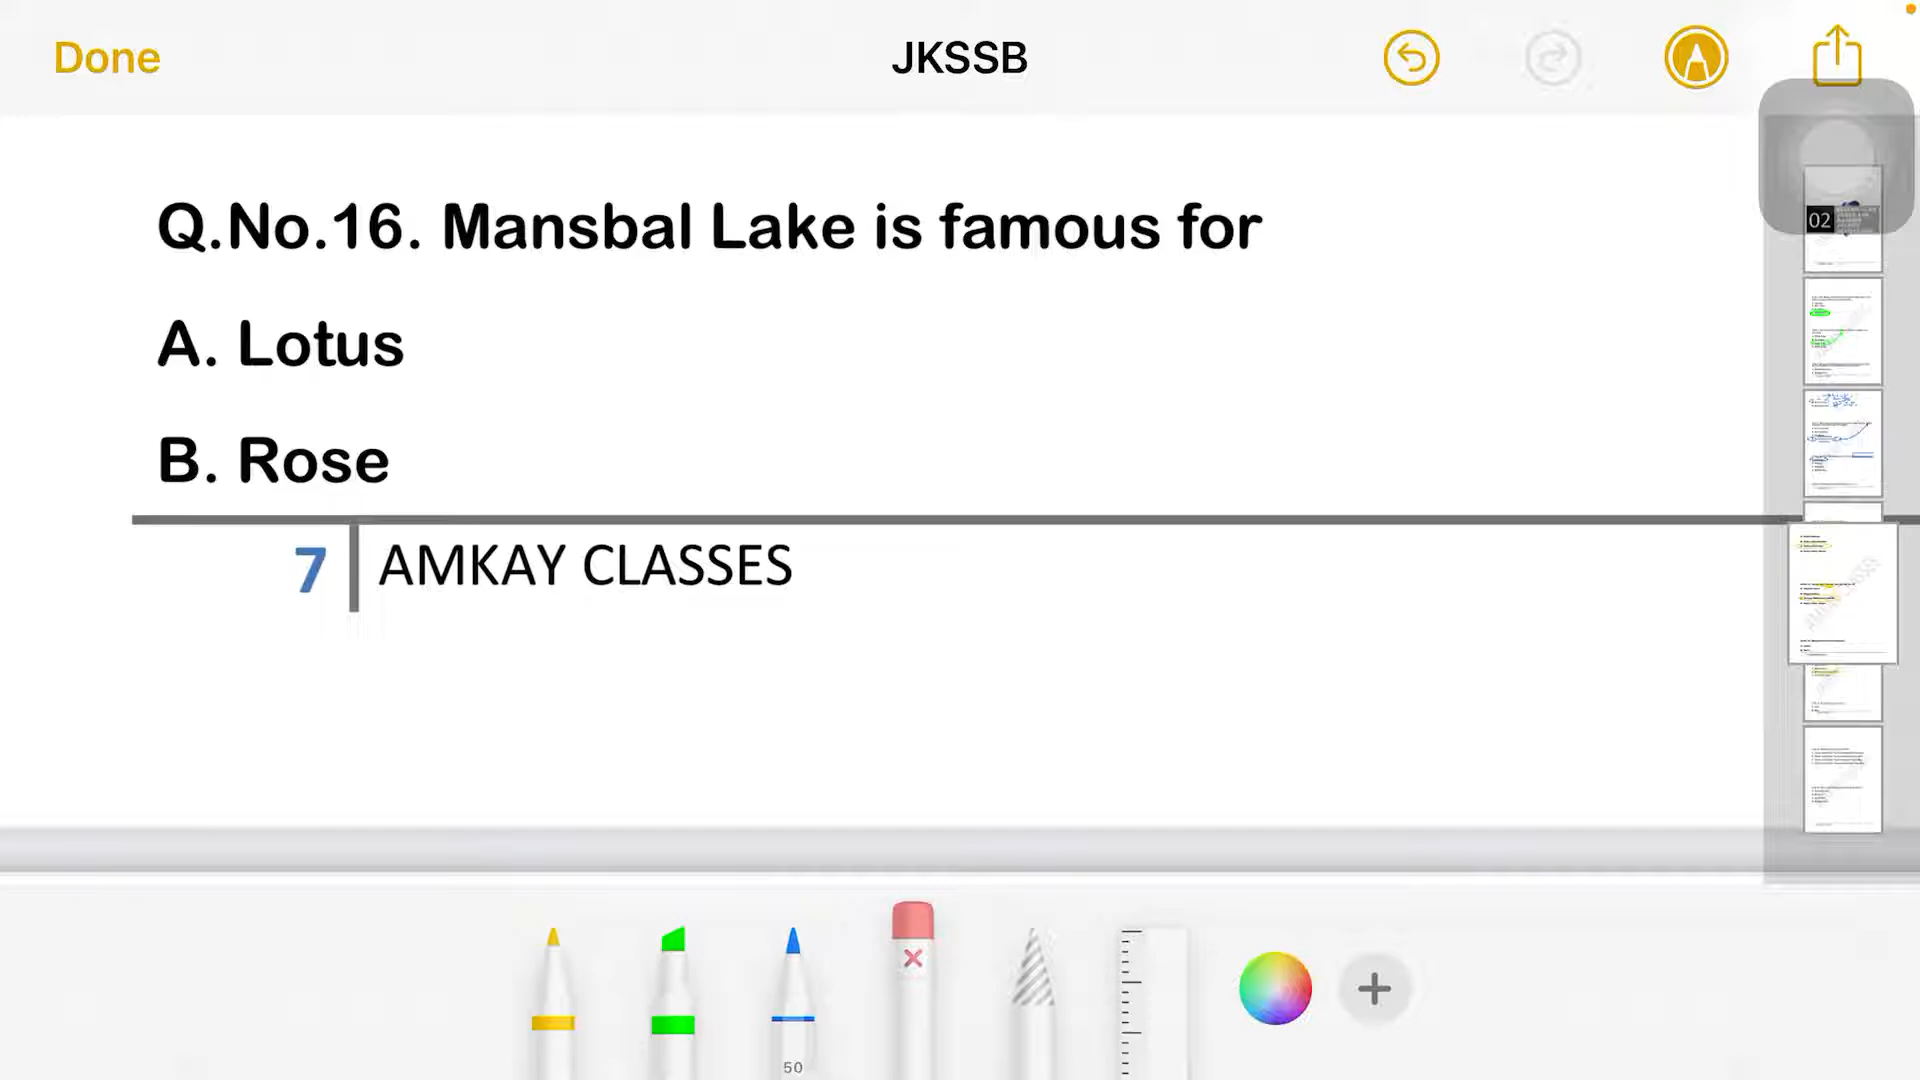 Done
JKSSB
Q.No.16. Mansbal Lake is famous for
A. Lotus
B. Rose
7
AMKAY CLASSES
02
50